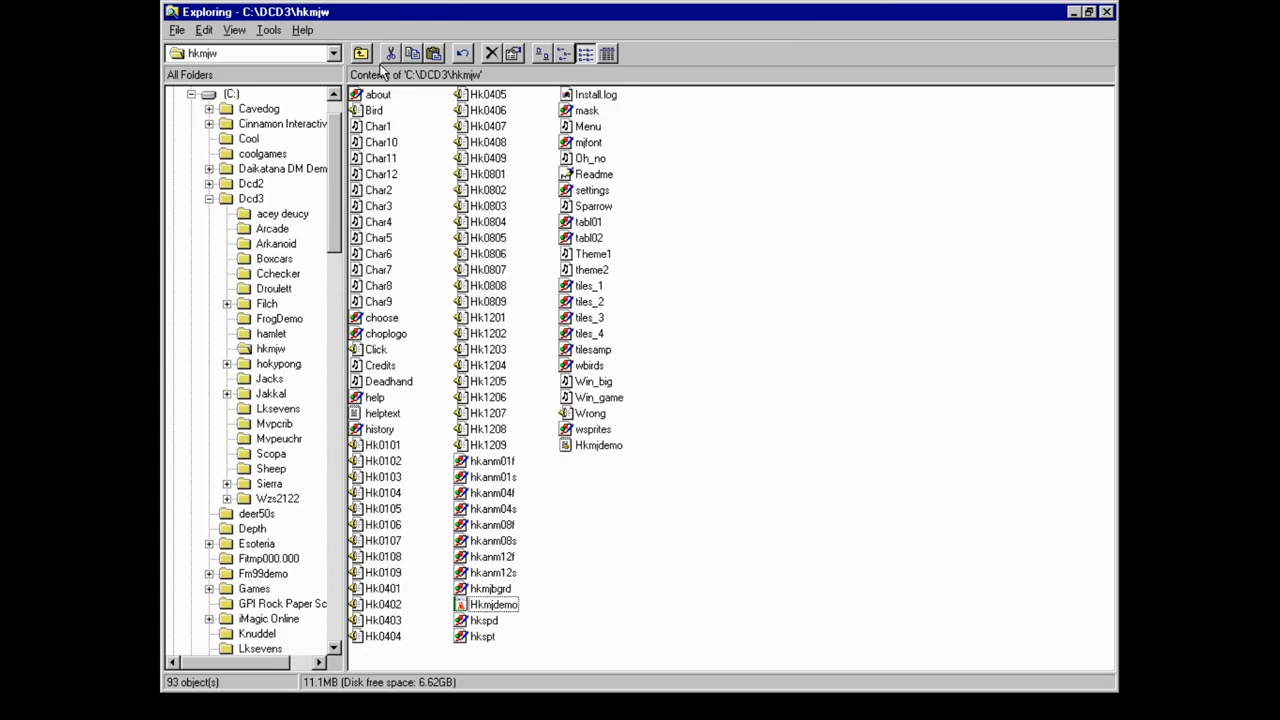 Exploring - C:\DCD3\hkmjw
File Edit View Tools Help
hkmjw
All Folders
Contents of 'C:\DCD3\hkmjw'
(C:)
Cavedog
Cinnamon Interactiv
Cool
coolgames
Daikatana DM Dem
Dcd2
Dcd3
acey deucy
Arcade
Arkanoid
Boxcars
Cchecker
Droulett
Filch
FrogDemo
hamlet
hkmjw
hokypong
Jacks
Jakkal
Lksevens
Mvpcrib
Mvpeuchr
Scopa
Sheep
Sierra
Wzs2122
deer50s
Depth
Esoteria
Fitmp000.000
Fm99demo
Games
GPI Rock Paper Sc
iMagic Online
Knuddel
Lksevens
about
Bird
Char1
Char10
Char11
Char12
Char2
Char3
Char4
Char5
Char6
Char7
Char8
Char9
choose
choplogo
Click
Credits
Deadhand
help
helptext
history
Hk0101
Hk0102
Hk0103
Hk0104
Hk0105
Hk0106
Hk0107
Hk0108
Hk0109
Hk0401
Hk0402
Hk0403
Hk0404
Hk0405
Hk0406
Hk0407
Hk0408
Hk0409
Hk0801
Hk0802
Hk0803
Hk0804
Hk0805
Hk0806
Hk0807
Hk0808
Hk0809
Hk1201
Hk1202
Hk1203
Hk1204
Hk1205
Hk1206
Hk1207
Hk1208
Hk1209
hkanm01f
hkanm01s
hkanm04f
hkanm04s
hkanm08f
hkanm08s
hkanm12f
hkanm12s
hkmjbgrd
Hkmjdemo
hkspd
hkspt
Install.log
mask
Menu
mjfont
Oh_no
Readme
settings
Sparrow
tabl01
tabl02
Theme1
theme2
tiles_1
tiles_2
tiles_3
tiles_4
tilesamp
wbirds
Win_big
Win_game
Wrong
wsprites
Hkmjdemo
93 object(s)
11.1MB (Disk free space: 6.62GB)